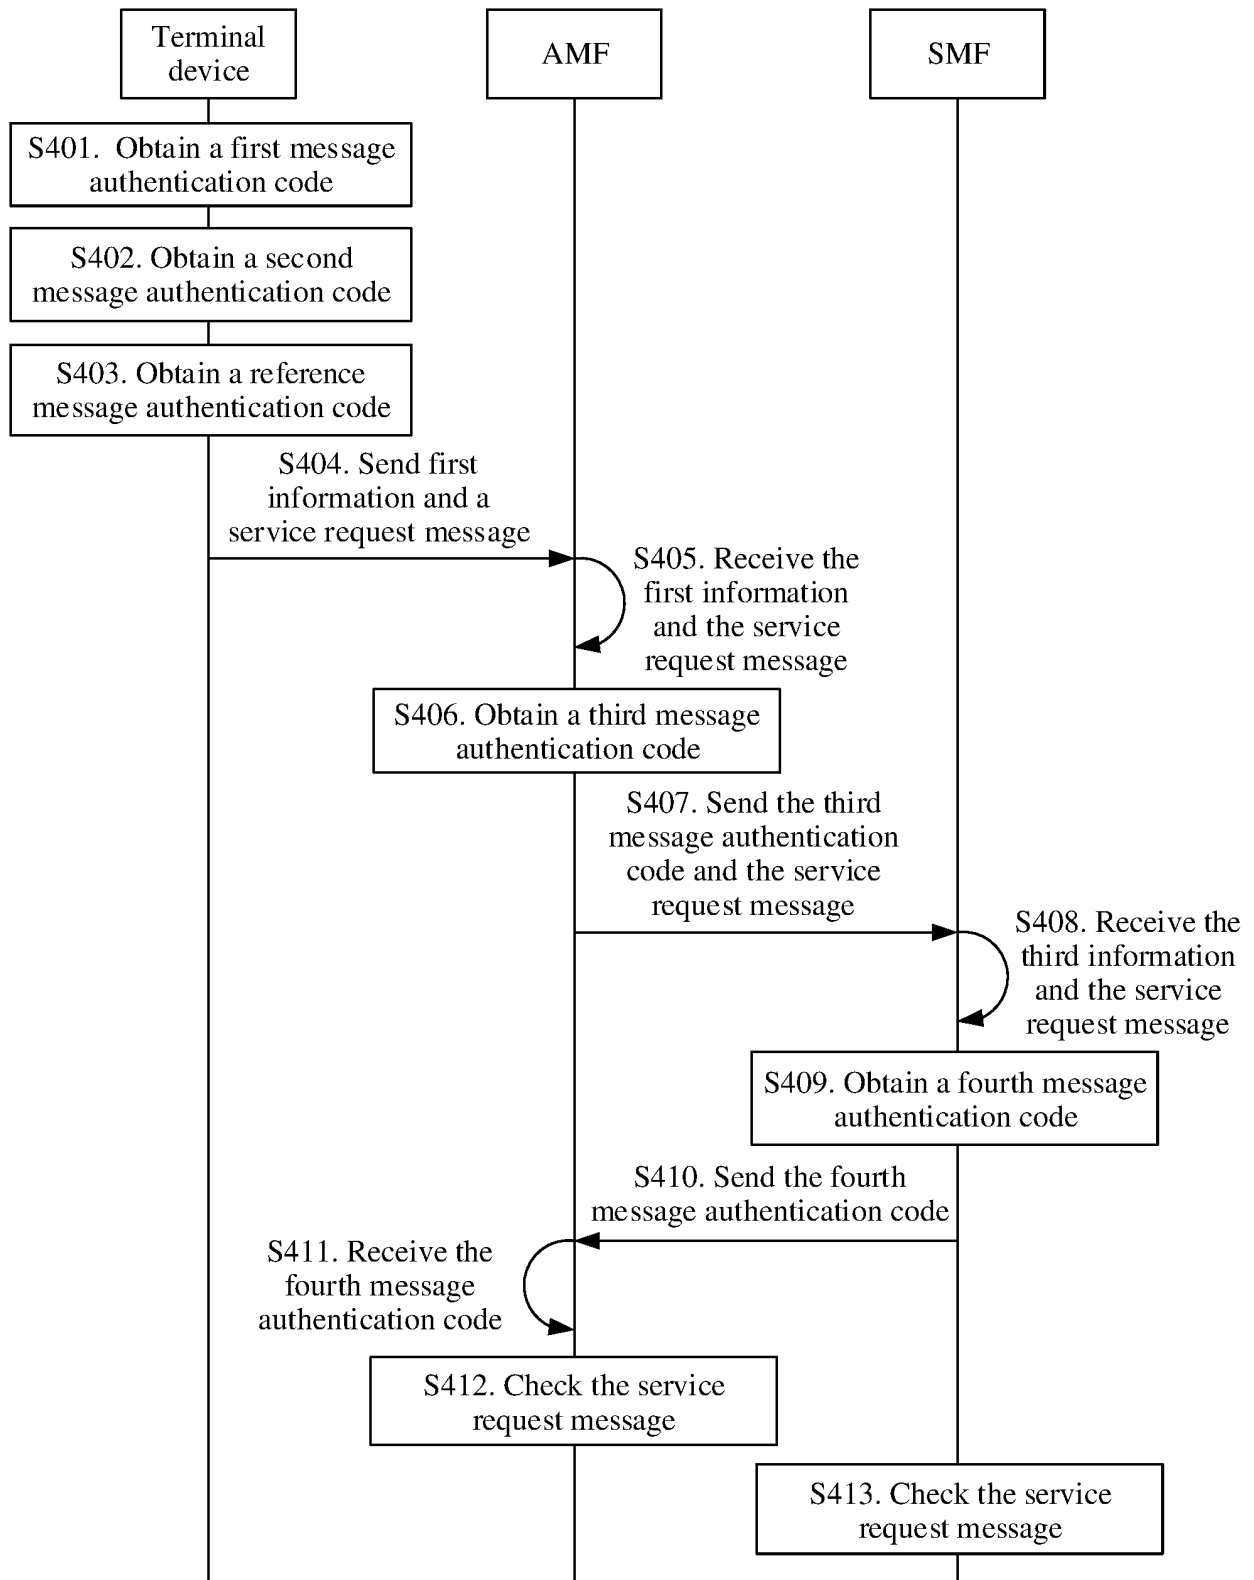 Terminal
device
AMF
SMF
S401. Obtain a first message
authentication code
S402. Obtain a second
message authentication code
S403. Obtain a reference
message authentication code
S404. Send first
information and a
service request message
S405. Receive the
first information
and the service
request message
S406. Obtain a third message
authentication code
S407. Send the third
message authentication
code and the service
request message
S408. Receive the
third information
and the service
request message
S409. Obtain a fourth message
authentication code
S410. Send the fourth
message authentication code
S411. Receive the
fourth message
authentication code
S412. Check the service
request message
S413. Check the service
request message